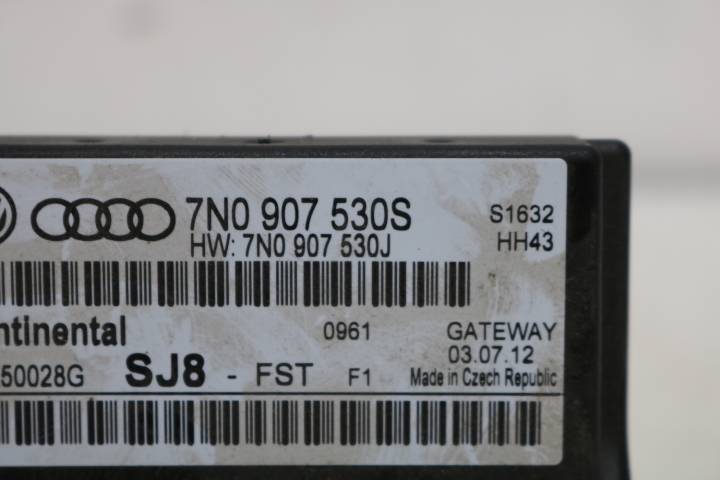 7N0 907 530S S1632
HW: 7N0 907 530J HH43
ntinental 0961 GATEWAY
03.07.12
50028G SJ8 - FST F1 Made in Czech Republic